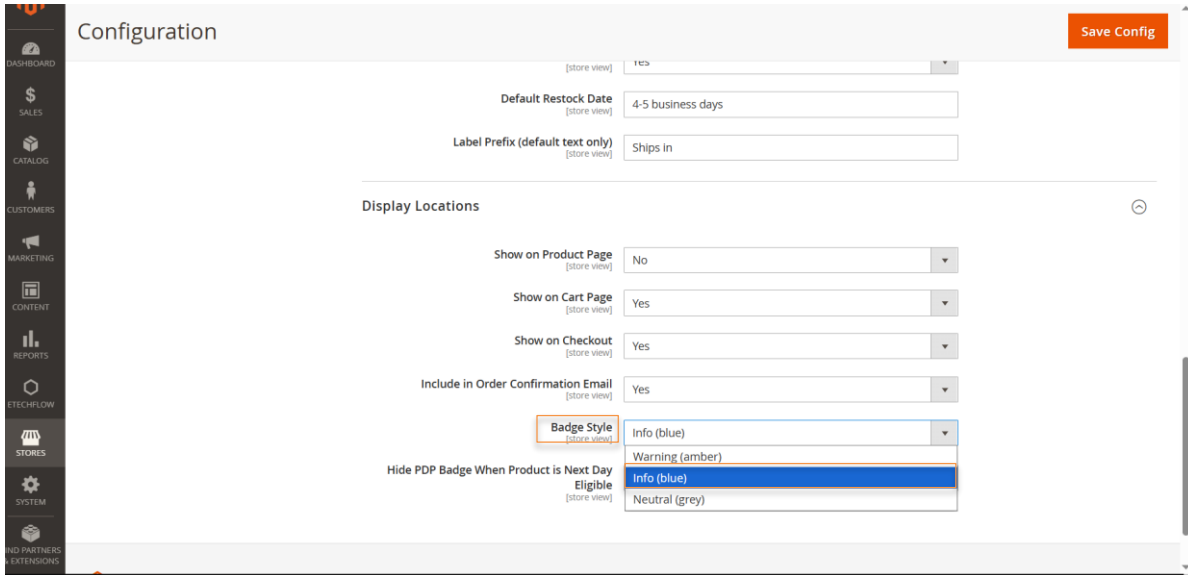 Configuration
Save Config
DASHBOARD
SALES
CATALOG
CUSTOMERS
MARKETING
CONTENT
REPORTS
ETECHFLOW
STORES
SYSTEM
IND PARTNERS
& EXTENSIONS
[store view]
Yes
Default Restock Date
[store view]
4-5 business days
Label Prefix (default text only)
[store view]
Ships in
Display Locations
Show on Product Page
[store view]
No
Show on Cart Page
[store view]
Yes
Show on Checkout
[store view]
Yes
Include in Order Confirmation Email
[store view]
Yes
Badge Style
[store view]
Info (blue)
Warning (amber)
Info (blue)
Neutral (grey)
Hide PDP Badge When Product is Next Day
Eligible
[store view]